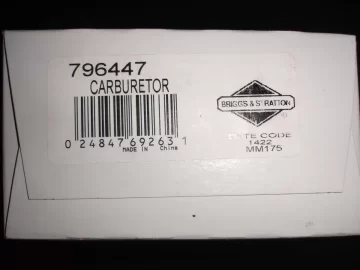 796447
CARBURETOR
BRIGGS & STRATTON
®
0 24847 69263 1
MADE IN China
DATE CODE
1422
MM175